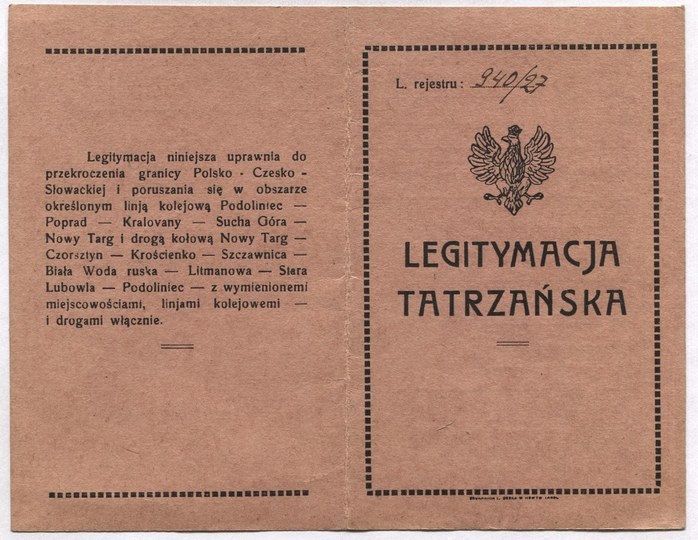 Legitymacja niniejsza uprawnia do
przekroczenia granicy Polsko - Czesko -
Słowackiej i poruszania się w obszarze
określonym linją kolejową Podoliniec —
Poprad — Kralovany — Sucha Góra —
Nowy Targ i drogą kołową Nowy Targ —
Czorsztyn — Krościenko — Szczawnica —
Biała Woda ruska — Litmanowa — Stara
Lubowla — Podoliniec — z wymienionemi
miejscowościami, linjami kolejowemi —
i drogami włącznie.
L. rejestru: 940/27
LEGITYMACJA
TATRZAŃSKA